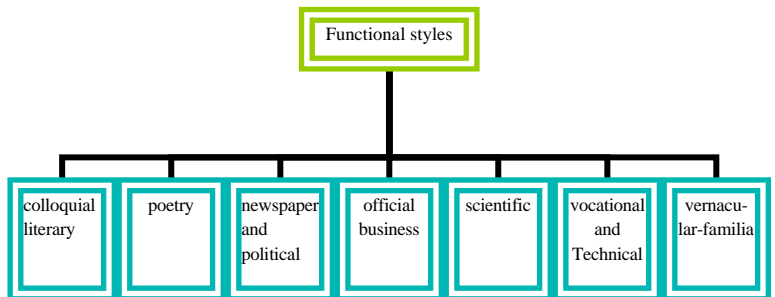 Functional styles
colloquial
literary
poetry
newspaper
and
political
official
business
scientific
vocational
and
Technical
vernacu-
lar-familia